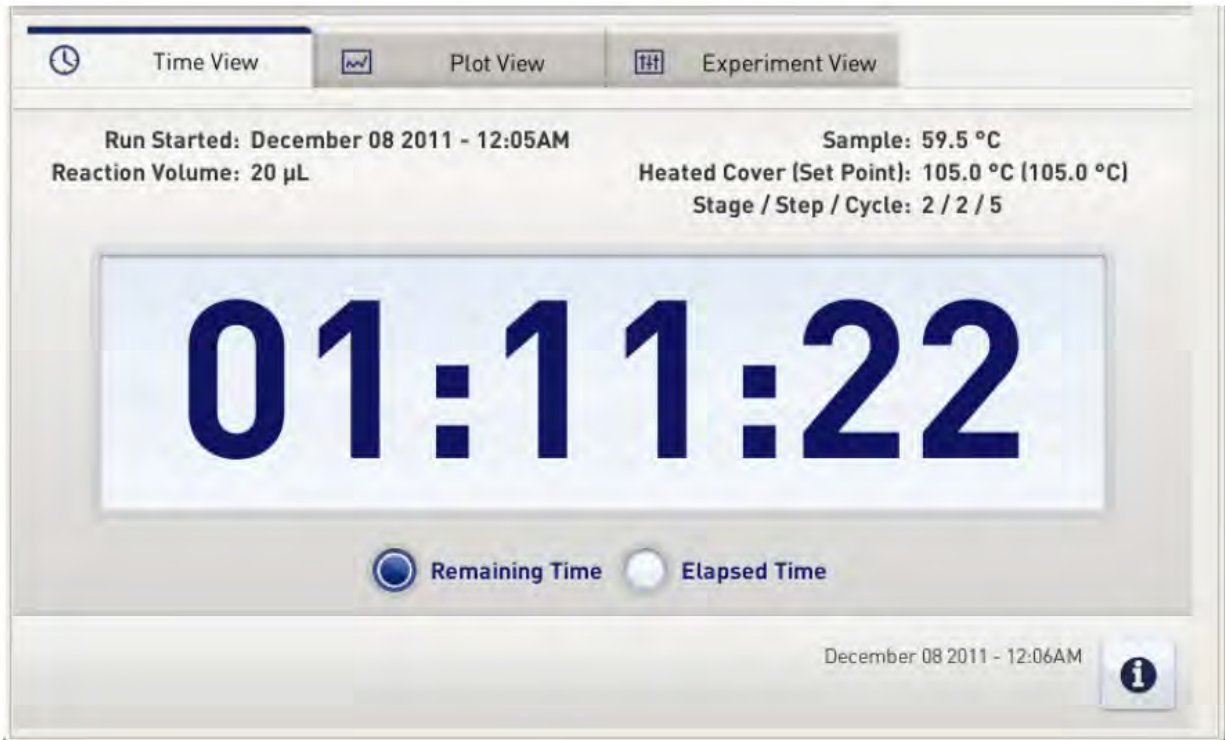 Time View
Plot View
Experiment View
Run Started: December 08 2011 - 12:05AM
Reaction Volume: 20 µL
Sample: 59.5 °C
Heated Cover (Set Point): 105.0 °C (105.0 °C)
Stage / Step / Cycle: 2 / 2 / 5
01:11:22
Remaining Time
Elapsed Time
December 08 2011 - 12:06AM